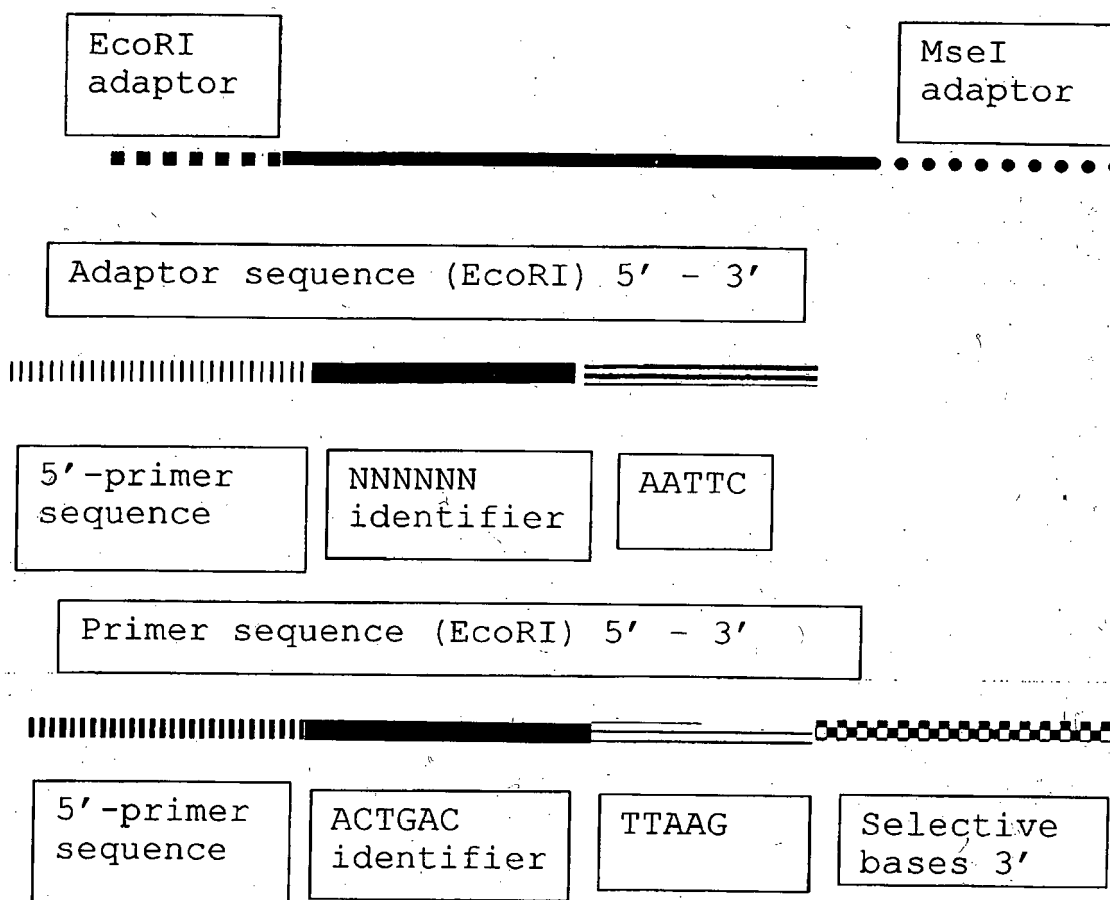 EcoRI
adaptor
MseI
adaptor
Adaptor sequence (EcoRI) 5' - 3'
5'-primer
sequence
NNNNNN
identifier
AATTC
Primer sequence (EcoRI) 5' - 3'
5'-primer
sequence
ACTGAC
identifier
TTAAG
Selective
bases 3'